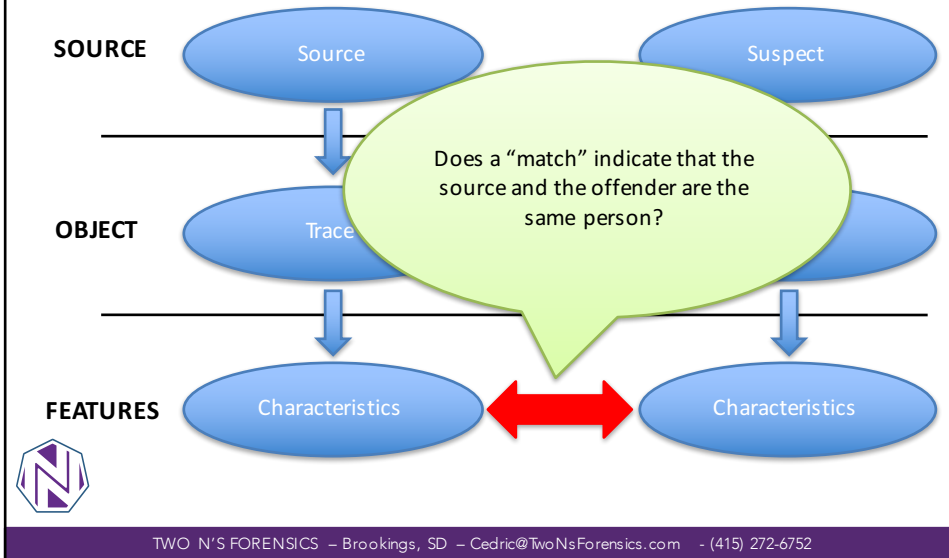 SOURCE
Source
Suspect
Does a “match” indicate that the
source and the offender are the
same person?
OBJECT
Trace
FEATURES
Characteristics
Characteristics
N
TWO N'S FORENSICS – Brookings, SD – Cedric@TwoNsForensics.com - (415) 272-6752